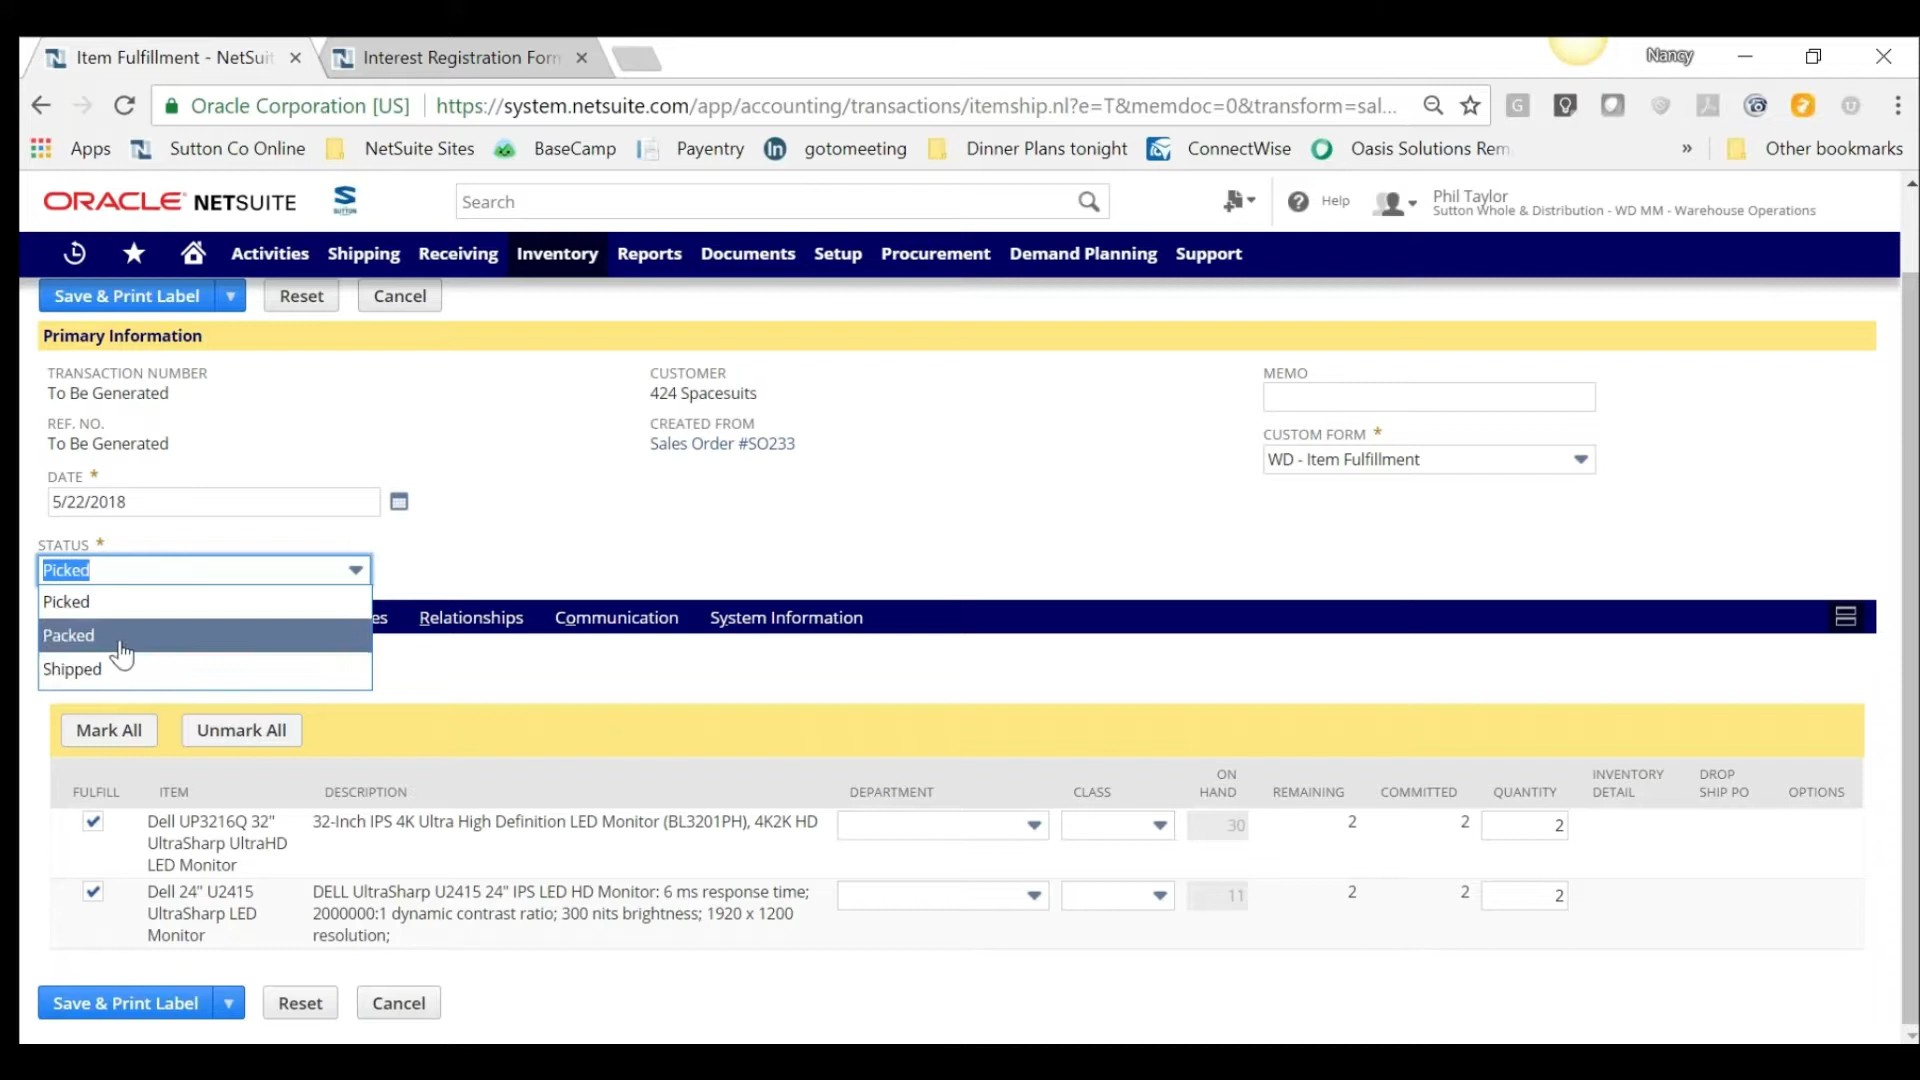 Item Fulfillment - NetSuit
Interest Registration Forn
Nancy
Oracle Corporation [US]
https://system.netsuite.com/app/accounting/transactions/itemship.nl?e=T&memdoc=0&transform=sal...
Apps
Sutton Co Online
NetSuite Sites
BaseCamp
Payentry
gotomeeting
Dinner Plans tonight
ConnectWise
Oasis Solutions Rem
»
Other bookmarks
ORACLE NETSUITE
SUTTON
Search
Help
Phil Taylor
Sutton Whole & Distribution - WD MM - Warehouse Operations
Activities
Shipping
Receiving
Inventory
Reports
Documents
Setup
Procurement
Demand Planning
Support
Save & Print Label
Reset
Cancel
Primary Information
TRANSACTION NUMBER
To Be Generated
REF. NO.
To Be Generated
DATE *
5/22/2018
STATUS *
Picked
Picked
Packed
Shipped
CUSTOMER
424 Spacesuits
CREATED FROM
Sales Order #SO233
MEMO
CUSTOM FORM *
WD - Item Fulfillment
es
Relationships
Communication
System Information
Mark All
Unmark All
FULFILL
ITEM
DESCRIPTION
DEPARTMENT
CLASS
ON
HAND
REMAINING
COMMITTED
QUANTITY
INVENTORY
DETAIL
DROP
SHIP PO
OPTIONS
Dell UP3216Q 32"
UltraSharp UltraHD
LED Monitor
32-Inch IPS 4K Ultra High Definition LED Monitor (BL3201PH), 4K2K HD
30
2
2
2
Dell 24" U2415
UltraSharp LED
Monitor
DELL UltraSharp U2415 24" IPS LED HD Monitor: 6 ms response time;
2000000:1 dynamic contrast ratio; 300 nits brightness; 1920 x 1200
resolution;
11
2
2
2
Save & Print Label
Reset
Cancel